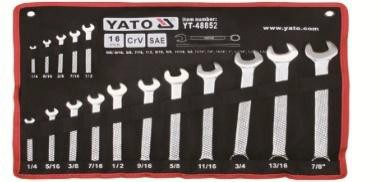 YATO
Item number:
YT-48852
www.yato.com
16 CrV SAE
1/4 5/16 3/8 7/16 1/2
1/4 5/16 3/8 7/16 1/2 9/16 5/8 11/16 3/4 13/16 7/8"